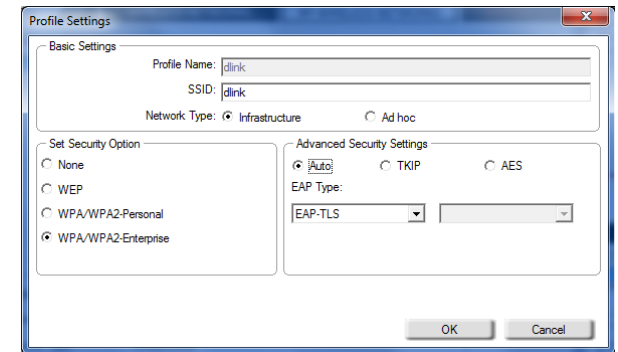 Profile Settings
Basic Settings
Profile Name: dlink
SSID: dlink
Network Type: Infrastructure Ad hoc
Set Security Option
None
WEP
WPA/WPA2-Personal
WPA/WPA2-Enterprise
Advanced Security Settings
Auto TKIP AES
EAP Type:
EAP-TLS
OK Cancel